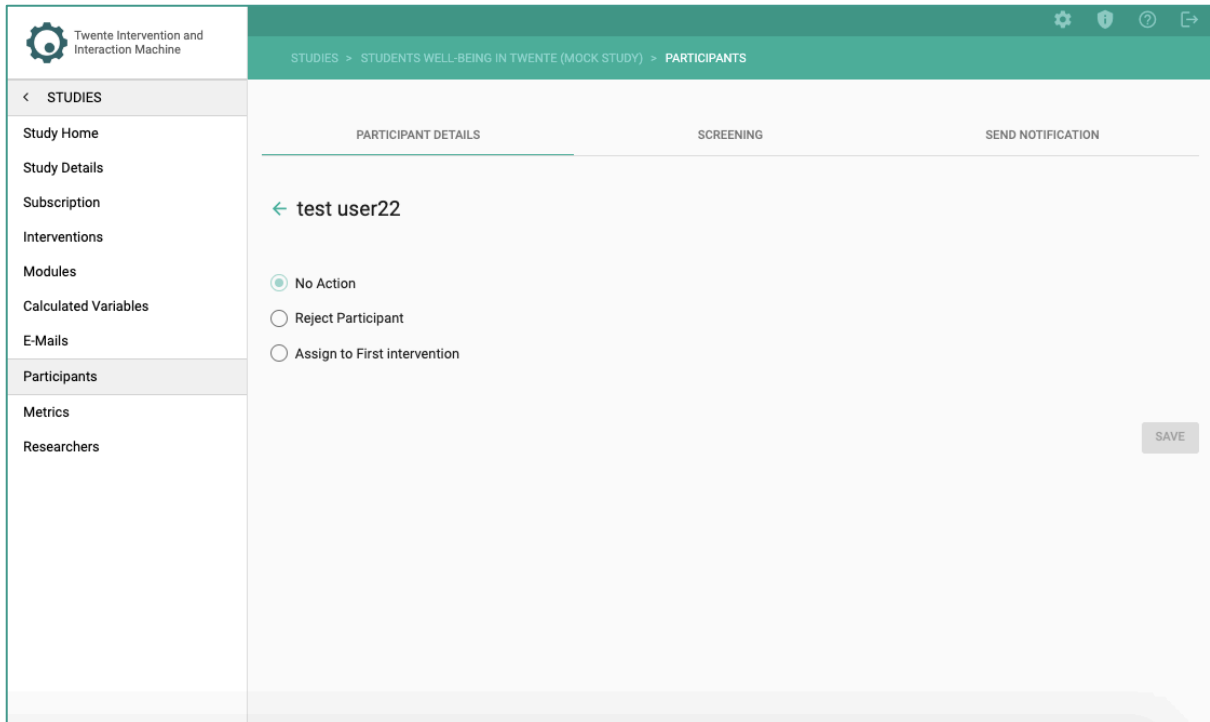 Twente Intervention and
Interaction Machine
STUDIES > STUDENTS WELL-BEING IN TWENTE (MOCK STUDY) > PARTICIPANTS
< STUDIES
Study Home
Study Details
Subscription
Interventions
Modules
Calculated Variables
E-Mails
Participants
Metrics
Researchers
PARTICIPANT DETAILS SCREENING SEND NOTIFICATION
← test user22
No Action
Reject Participant
Assign to First intervention
SAVE